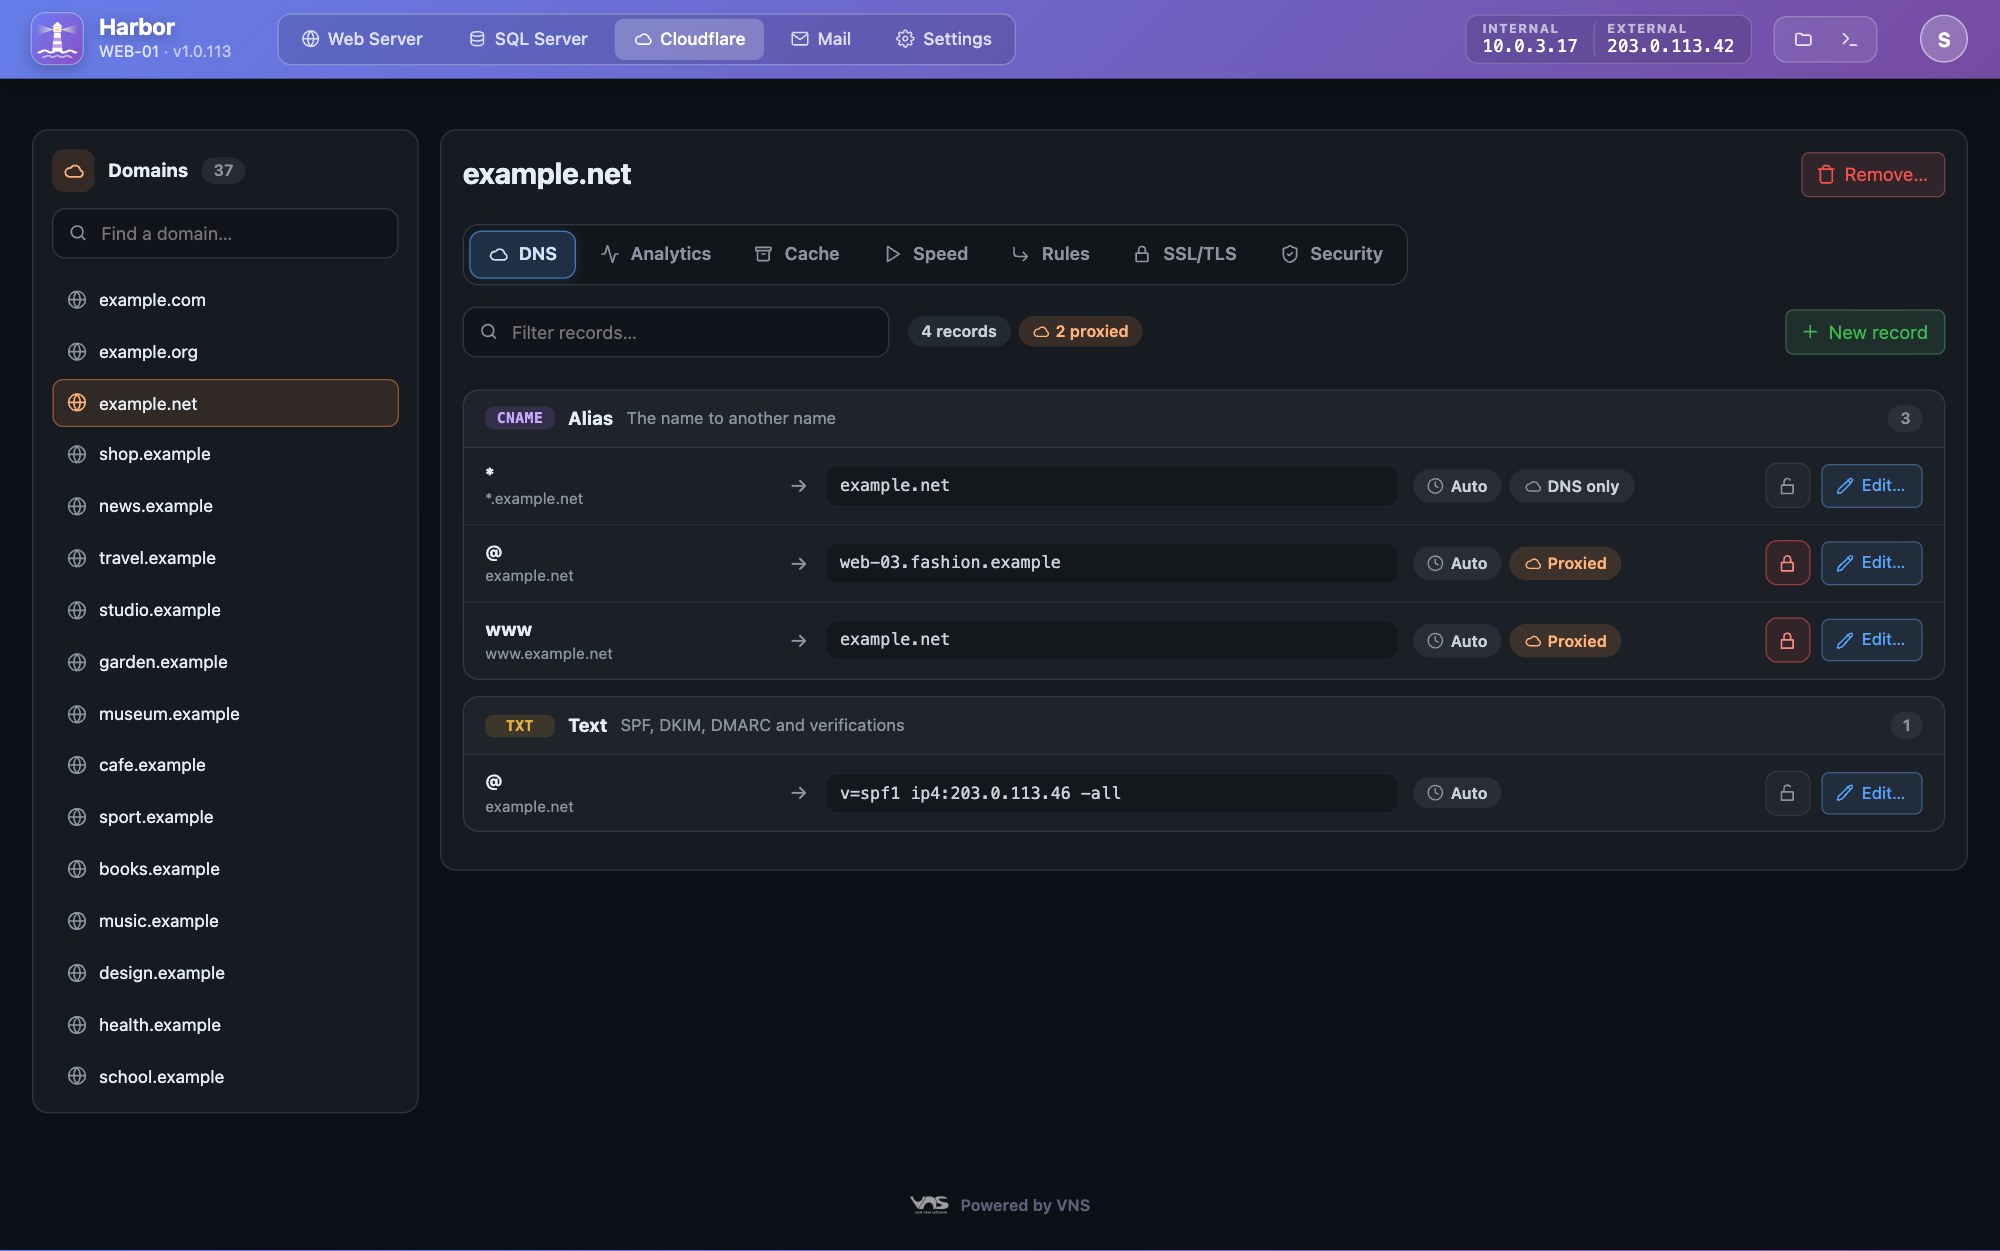 Harbor
WEB-01 · v1.0.113
Web Server
SQL Server
Cloudflare
Mail
Settings
INTERNAL
10.0.3.17
EXTERNAL
203.0.113.42
S
Domains 37
Find a domain...
example.com
example.org
example.net
shop.example
news.example
travel.example
studio.example
garden.example
museum.example
cafe.example
sport.example
books.example
music.example
design.example
health.example
school.example
example.net
Remove...
DNS
Analytics
Cache
Speed
Rules
SSL/TLS
Security
Filter records...
4 records
2 proxied
+ New record
CNAME Alias The name to another name 3
* → example.net Auto DNS only Edit...
*.example.net
@ → web-03.fashion.example Auto Proxied Edit...
example.net
www → example.net Auto Proxied Edit...
www.example.net
TXT Text SPF, DKIM, DMARC and verifications 1
@ → v=spf1 ip4:203.0.113.46 -all Auto Edit...
example.net
VNS Powered by VNS